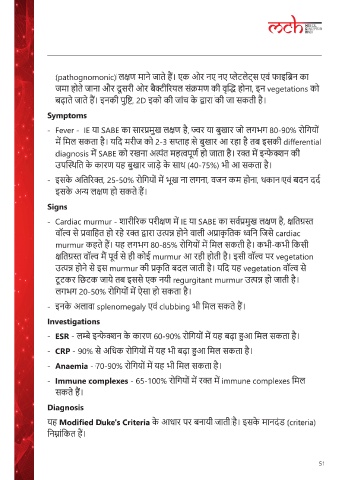 mch
(pathognomonic) लक्षण माने जाते हैं। एक ओर नए नए प्लेटलेट्स एवं फाइब्रिन का
जमा होते जाना और दूसरी ओर बैक्टीरियल संक्रमण की वृद्धि होना, इन vegetations को
बढ़ाते जाते हैं। इनकी पुष्टि, 2D इको की जांच के द्वारा की जा सकती है।
Symptoms
- Fever - IE या SABE का सारप्रमुख लक्षण है, ज्वर या बुखार जो लगभग 80-90% रोगियों
में मिल सकता है। यदि मरीज को 2-3 सप्ताह से बुखार आ रहा है तब इसकी differential
diagnosis में SABE को रखना अत्यंत महत्वपूर्ण हो जाता है। रक्त में इन्फेक्शन की
उपस्थिति के कारण यह बुखार जाड़े के साथ (40-75%) भी आ सकता है।
- इसके अतिरिक्त, 25-50% रोगियों में भूख ना लगना, वजन कम होना, थकान एवं बदन दर्द
इसके अन्य लक्षण हो सकते हैं।
Signs
- Cardiac murmur - शारीरिक परीक्षण में IE या SABE का सर्वप्रमुख लक्षण है, क्षतिग्रस्त
वॉल्व से प्रवाहित हो रहे रक्त द्वारा उत्पन्न होने वाली अप्राकृतिक ध्वनि जिसे cardiac
murmur कहते हैं। यह लगभग 80-85% रोगियों में मिल सकती है। कभी-कभी किसी
क्षतिग्रस्त वॉल्व मैं पूर्व से ही कोई murmur आ रही होती है। इसी वॉल्व पर vegetation
उत्पन्न होने से इस murmur की प्रकृति बदल जाती है। यदि यह vegetation वॉल्व से
टूटकर छिटक जाये तब इससे एक नयी regurgitant murmur उत्पन्न हो जाती है।
लगभग 20-50% रोगियों में ऐसा हो सकता है।
- इनके अलावा splenomegaly एवं clubbing भी मिल सकते हैं।
Investigations
- ESR - लम्बे इन्फेक्शन के कारण 60-90% रोगियों में यह बढ़ा हुआ मिल सकता है।
- CRP - 90% से अधिक रोगियों में यह भी बढ़ा हुआ मिल सकता है।
- Anaemia - 70-90% रोगियों में यह भी मिल सकता है।
- Immune complexes - 65-100% रोगियों में रक्त में immune complexes मिल
सकते हैं।
Diagnosis
यह Modified Duke's Criteria के आधार पर बनायी जाती है। इसके मानदंड (criteria)
निम्नांकित हैं।
51